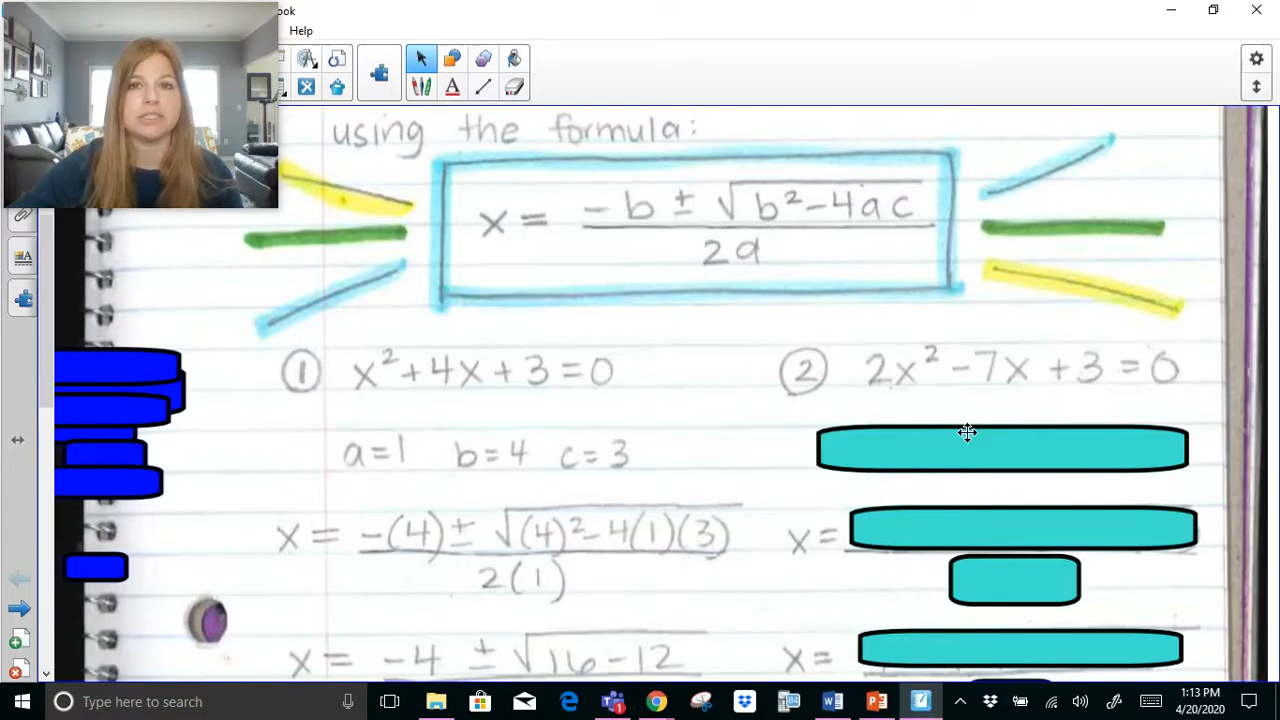 ook
Help
using the formula:
x = -b ± √b²-4ac
2a
① x²+4x+3=0
② 2x²-7x+3=0
a=1 b=4 c=3
x = -(4) ± √(4)²-4(1)(3)
2(1)
x=
x = -4 ± √16-12
x=
Type here to search
1:13 PM
4/20/2020